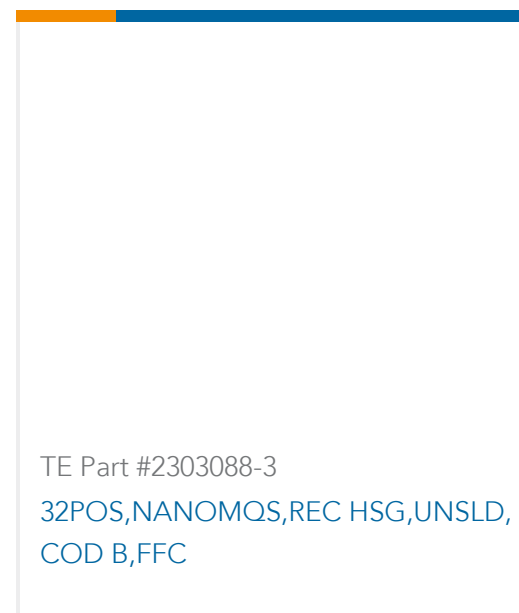 TE Part #2303088-3
32POS,NANOMQS,REC HSG,UNSLD,
COD B,FFC